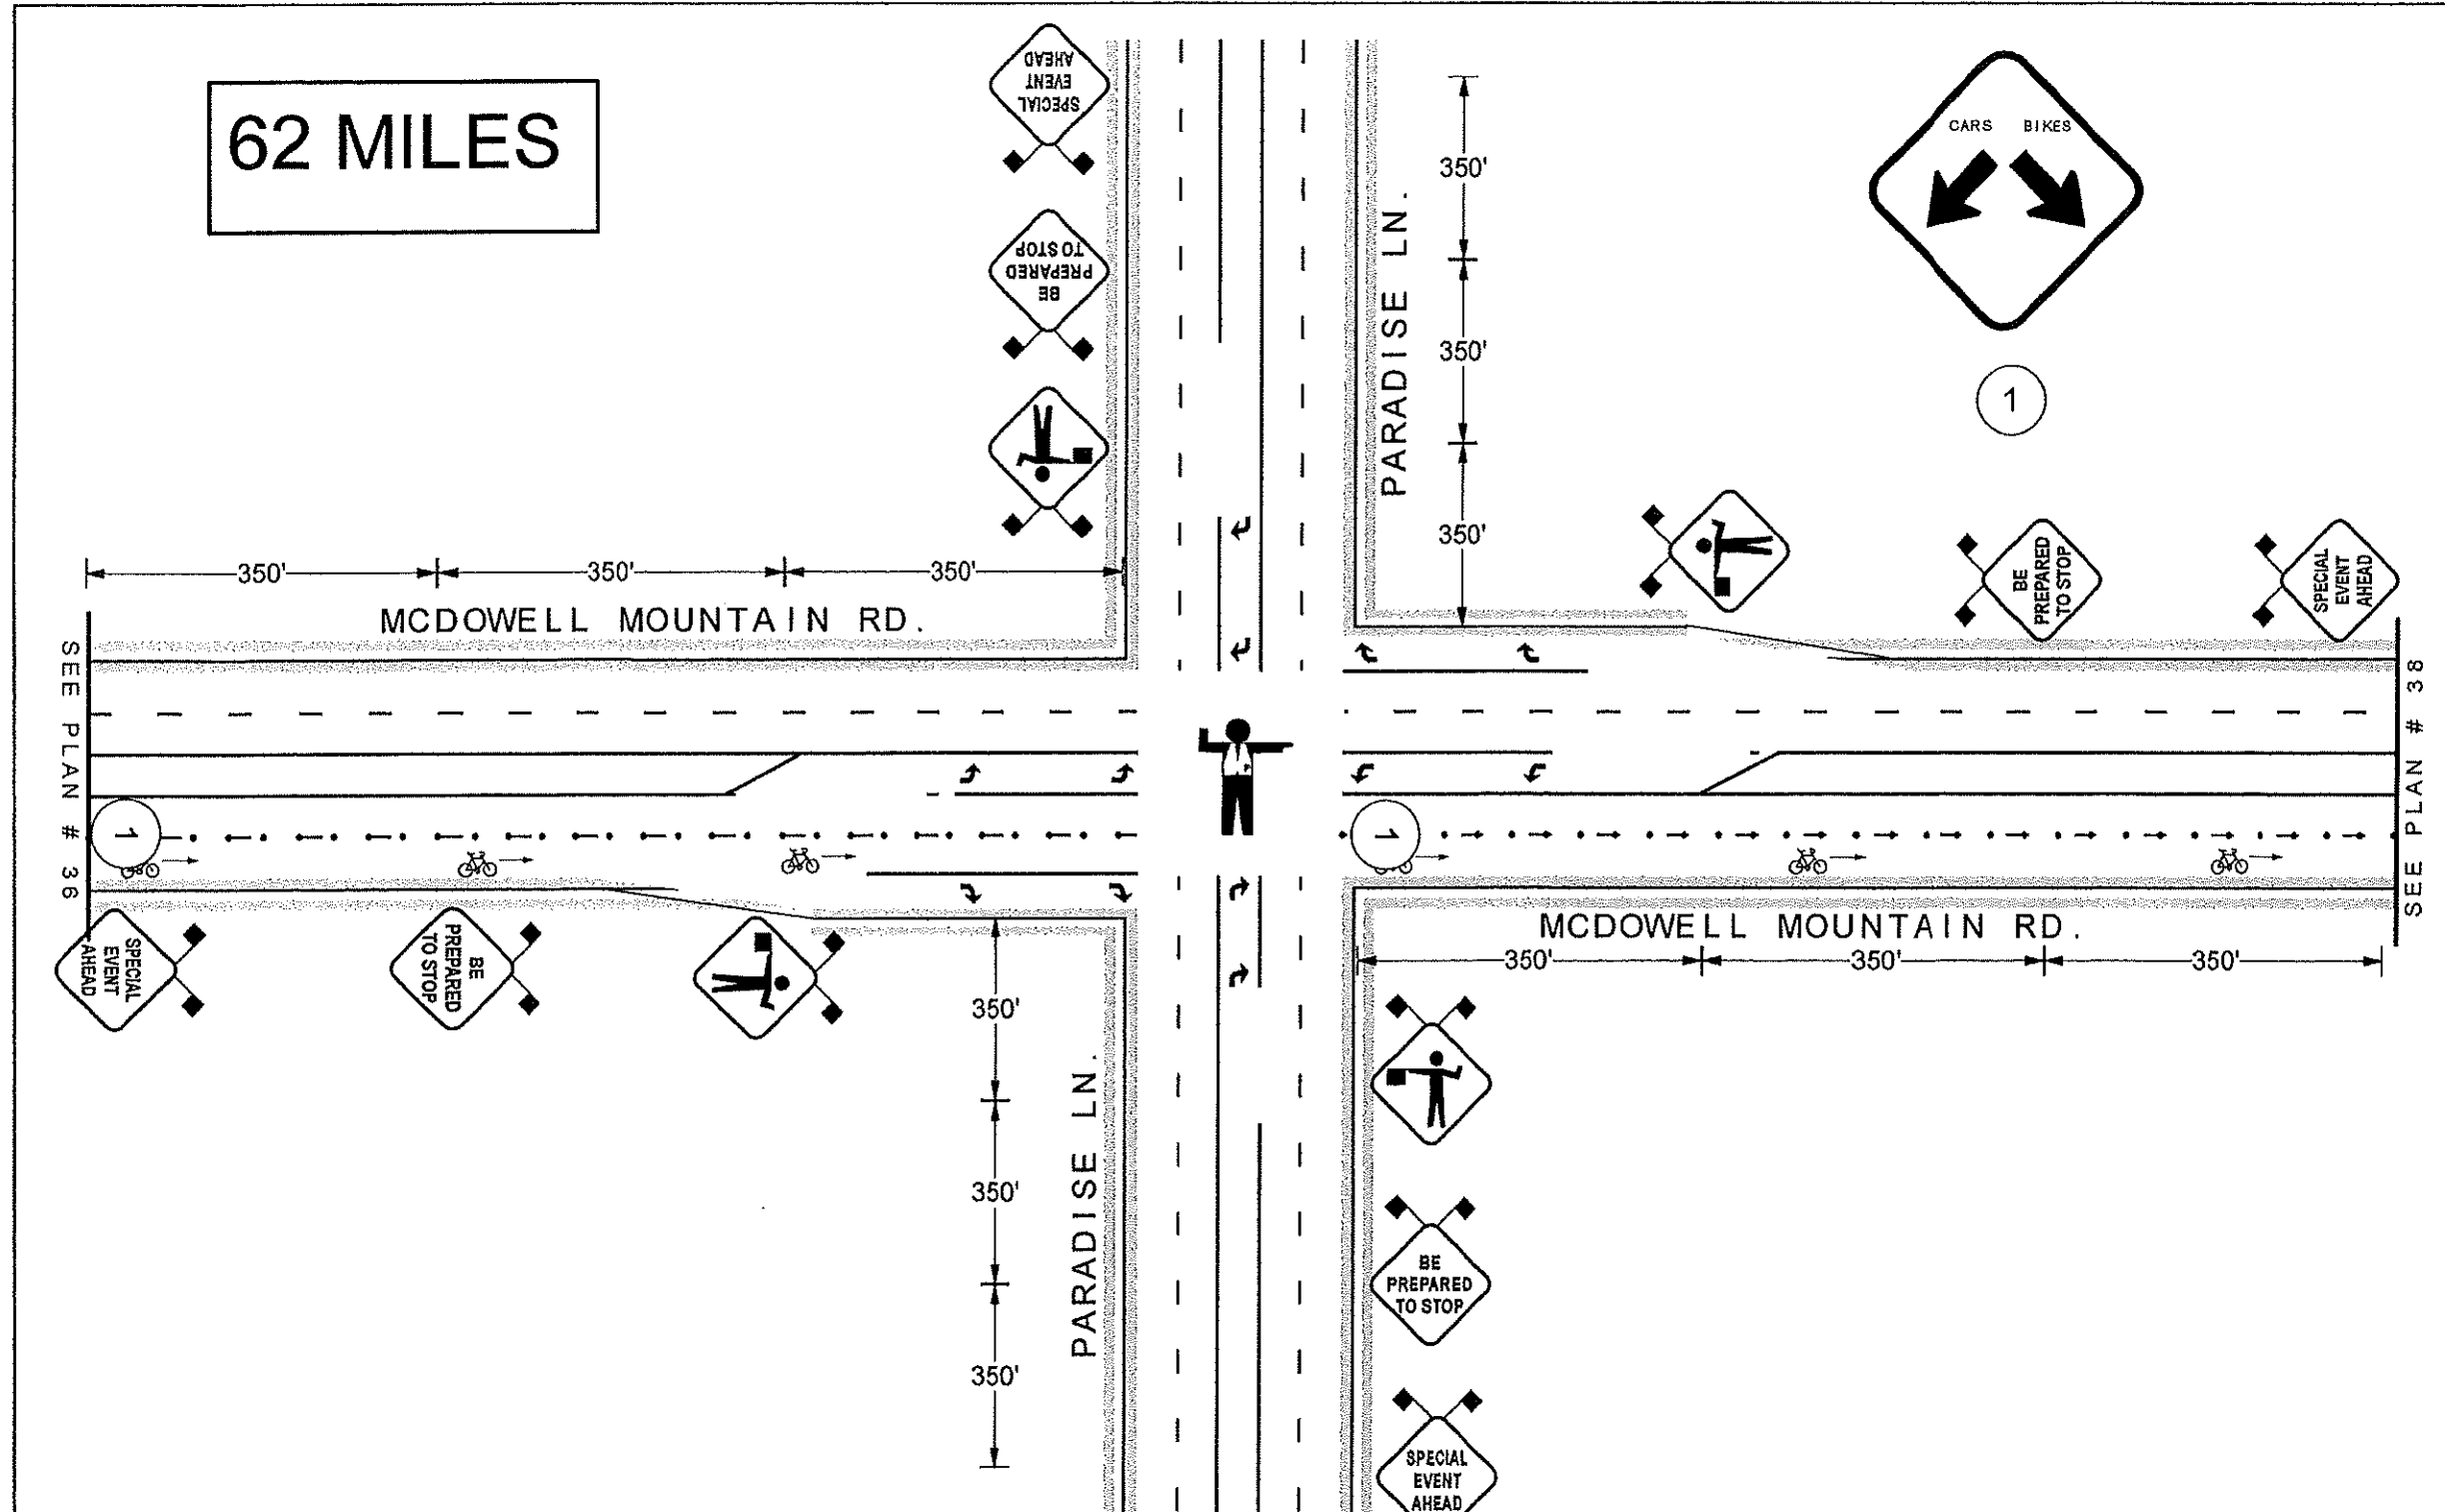 62 MILES
SPECIAL
EVENT
AHEAD
BE
PREPARED
TO STOP
CARS BIKES
1
350'
350'
350'
PARADISE LN.
350' 350' 350'
MCDOWELL MOUNTAIN RD.
BE
PREPARED
TO STOP
SPECIAL
EVENT
AHEAD
SEE PLAN # 36
SEE PLAN # 38
1
1
SPECIAL
EVENT
AHEAD
BE
PREPARED
TO STOP
MCDOWELL MOUNTAIN RD.
350' 350' 350'
350'
350'
350'
PARADISE LN.
BE
PREPARED
TO STOP
SPECIAL
EVENT
AHEAD